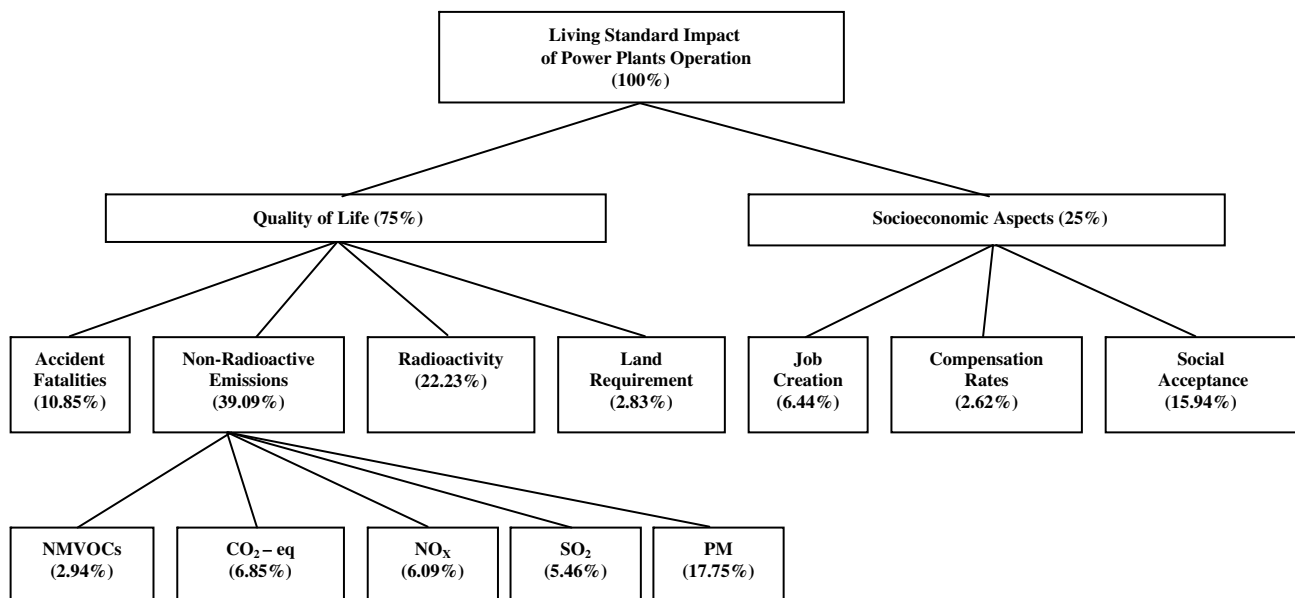 Living Standard Impact
of Power Plants Operation
(100%)
Quality of Life (75%)
Socioeconomic Aspects (25%)
Accident
Fatalities
(10.85%)
Non-Radioactive
Emissions
(39.09%)
Radioactivity
(22.23%)
Land
Requirement
(2.83%)
Job
Creation
(6.44%)
Compensation
Rates
(2.62%)
Social
Acceptance
(15.94%)
NMVOCs
(2.94%)
CO₂ – eq
(6.85%)
NOₓ
(6.09%)
SO₂
(5.46%)
PM
(17.75%)